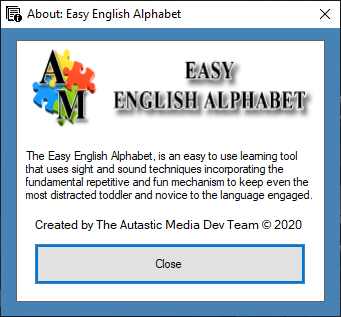 About: Easy English Alphabet
A
M
EASY
ENGLISH ALPHABET
The Easy English Alphabet, is an easy to use learning tool
that uses sight and sound techniques incorporating the
fundamental repetitive and fun mechanism to keep even the
most distracted toddler and novice to the language engaged.
Created by The Autastic Media Dev Team © 2020
Close